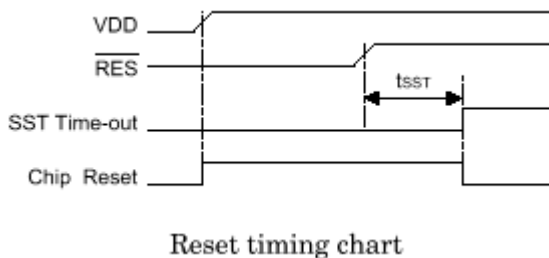 VDD
RES
tSST
SST Time-out
Chip Reset
Reset timing chart